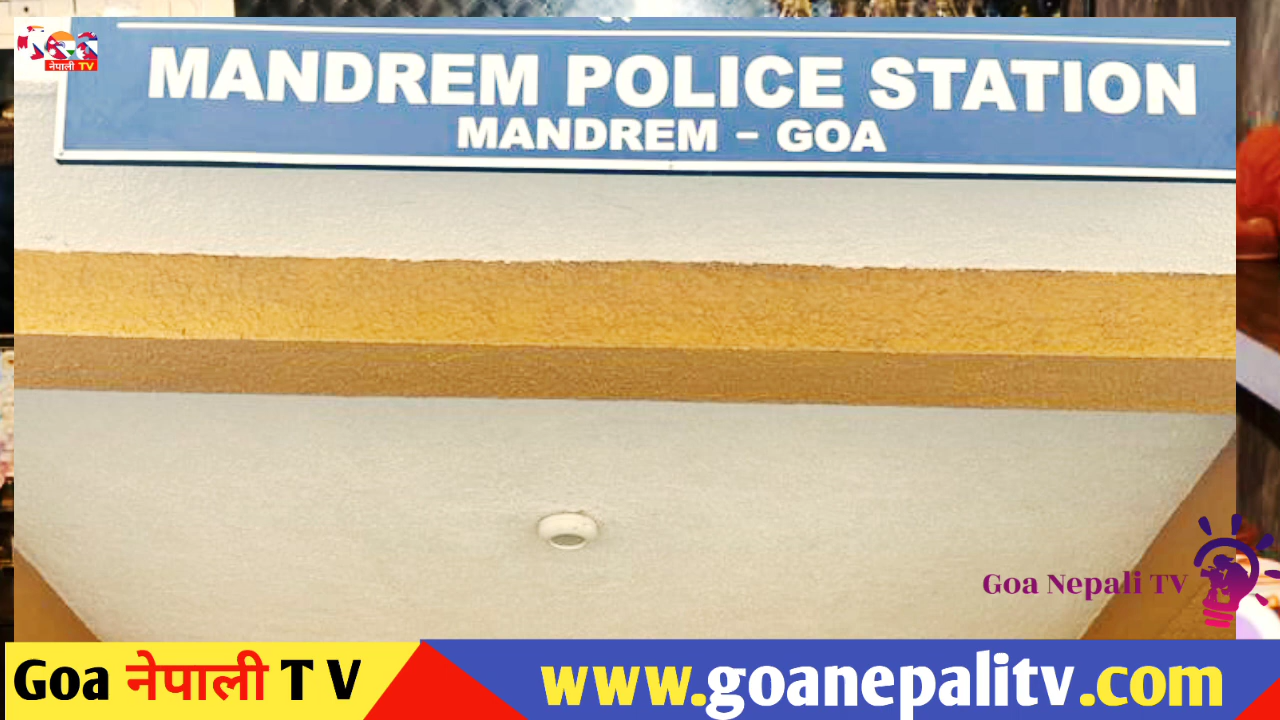 नेपाली TV
MANDREM POLICE STATION
MANDREM - GOA
Goa Nepali TV
Goa नेपाली T V
www.goanepalitv.com